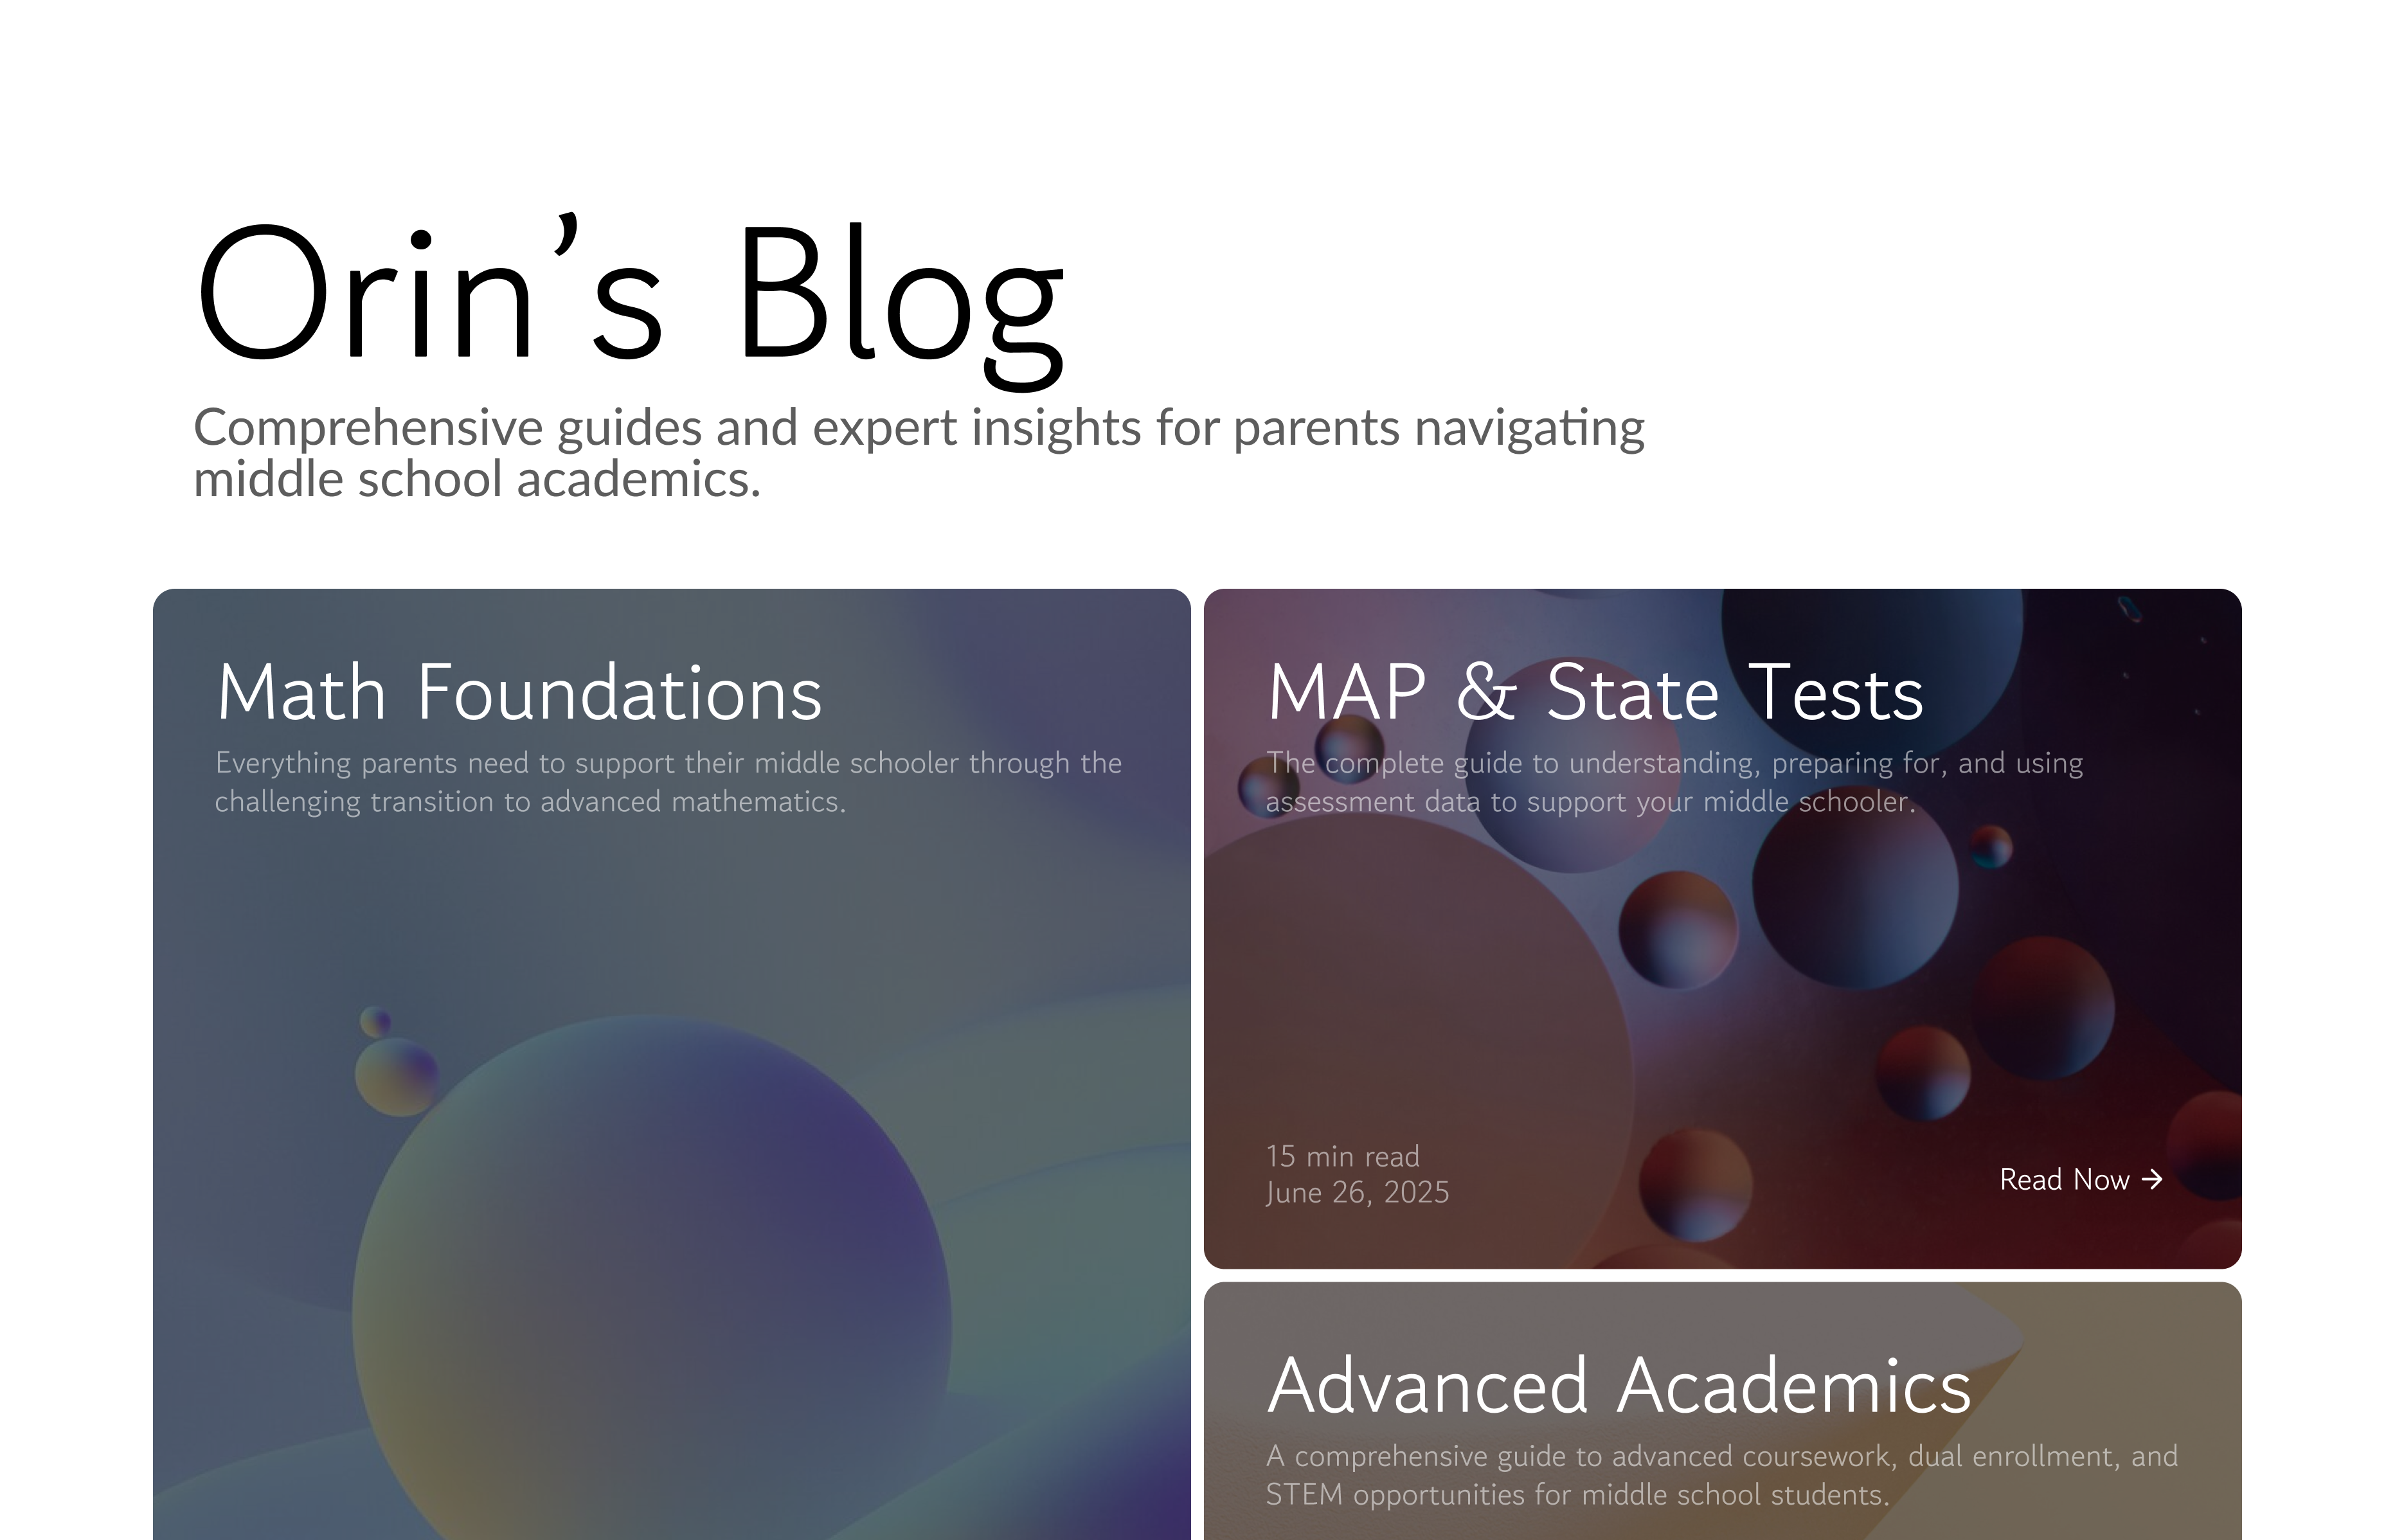 Orin’s Blog
Comprehensive guides and expert insights for parents navigating
middle school academics.
Math Foundations
Everything parents need to support their middle schooler through the
challenging transition to advanced mathematics.
MAP & State Tests
The complete guide to understanding, preparing for, and using
assessment data to support your middle schooler.
15 min read
June 26, 2025
Read Now →
Advanced Academics
A comprehensive guide to advanced coursework, dual enrollment, and
STEM opportunities for middle school students.